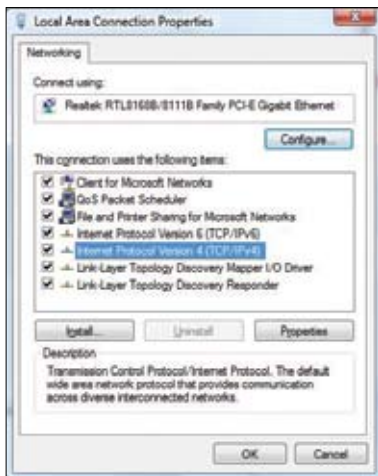 Local Area Connection Properties
Networking
Connect using:
Realtek RTL8168B/8111B Family PCI-E Gigabit Ethernet
Configure...
This connection uses the following items:
Client for Microsoft Networks
QoS Packet Scheduler
File and Printer Sharing for Microsoft Networks
Internet Protocol Version 6 (TCP/IPv6)
Internet Protocol Version 4 (TCP/IPv4)
Link-Layer Topology Discovery Mapper I/O Driver
Link-Layer Topology Discovery Responder
Install...
Uninstall
Properties
Description
Transmission Control Protocol/Internet Protocol. The default
wide area network protocol that provides communication
across diverse interconnected networks.
OK
Cancel